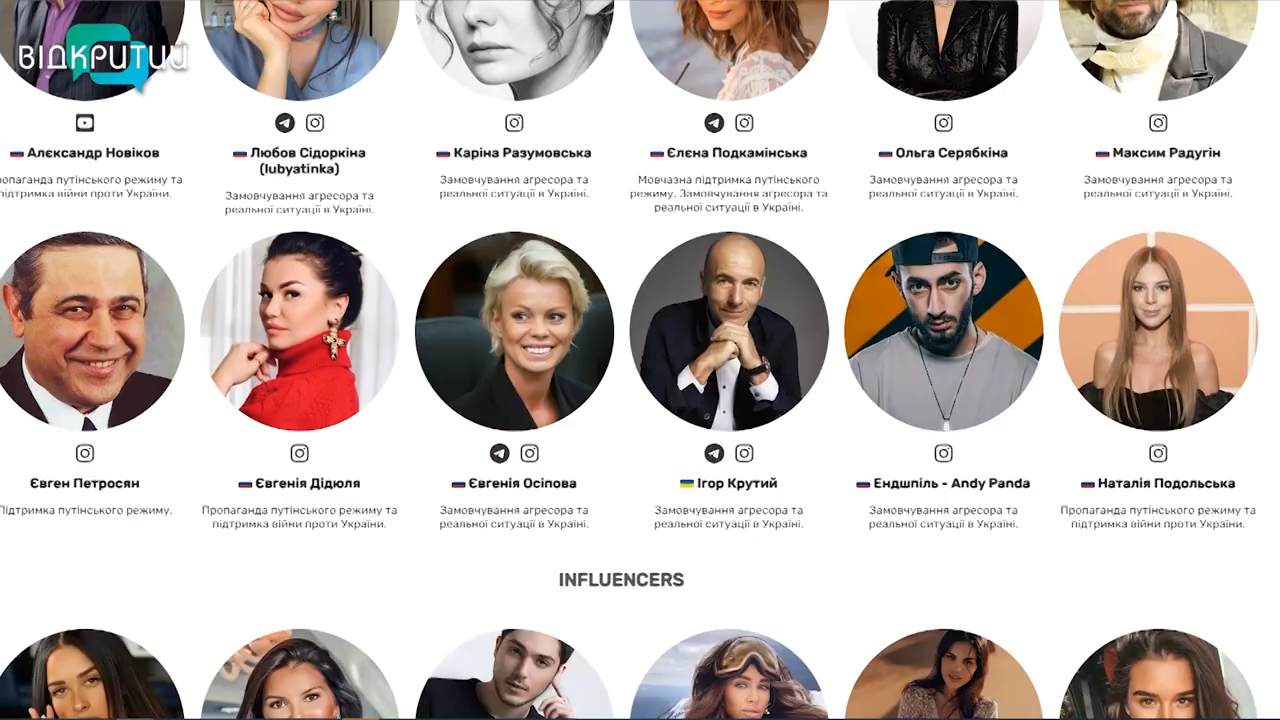 ВІДКРИТИЙ
Алєксандр Новіков
Любов Сідоркіна
(lubyatinka)
Каріна Разумовська
Єлєна Подкамінська
Ольга Серябкіна
Максим Радугін
ропаганда путінського режиму та
підтримка війни проти України.
Замовчування агресора та
реальної ситуації в Україні.
Замовчування агресора та
реальної ситуації в Україні.
Мовчазна підтримка путінського
режиму. Замовчування агресора та
реальної ситуації в Україні.
Замовчування агресора та
реальної ситуації в Україні.
Замовчування агресора та
реальної ситуації в Україні.
Євген Петросян
Євгенія Дідюля
Євгенія Осіпова
Ігор Крутий
Ендшпіль - Andy Panda
Наталія Подольська
Підтримка путінського режиму.
Пропаганда путінського режиму та
підтримка війни проти України.
Замовчування агресора та
реальної ситуації в Україні.
Замовчування агресора та
реальної ситуації в Україні.
Замовчування агресора та
реальної ситуації в Україні.
Пропаганда путінського режиму та
підтримка війни проти України.
INFLUENCERS